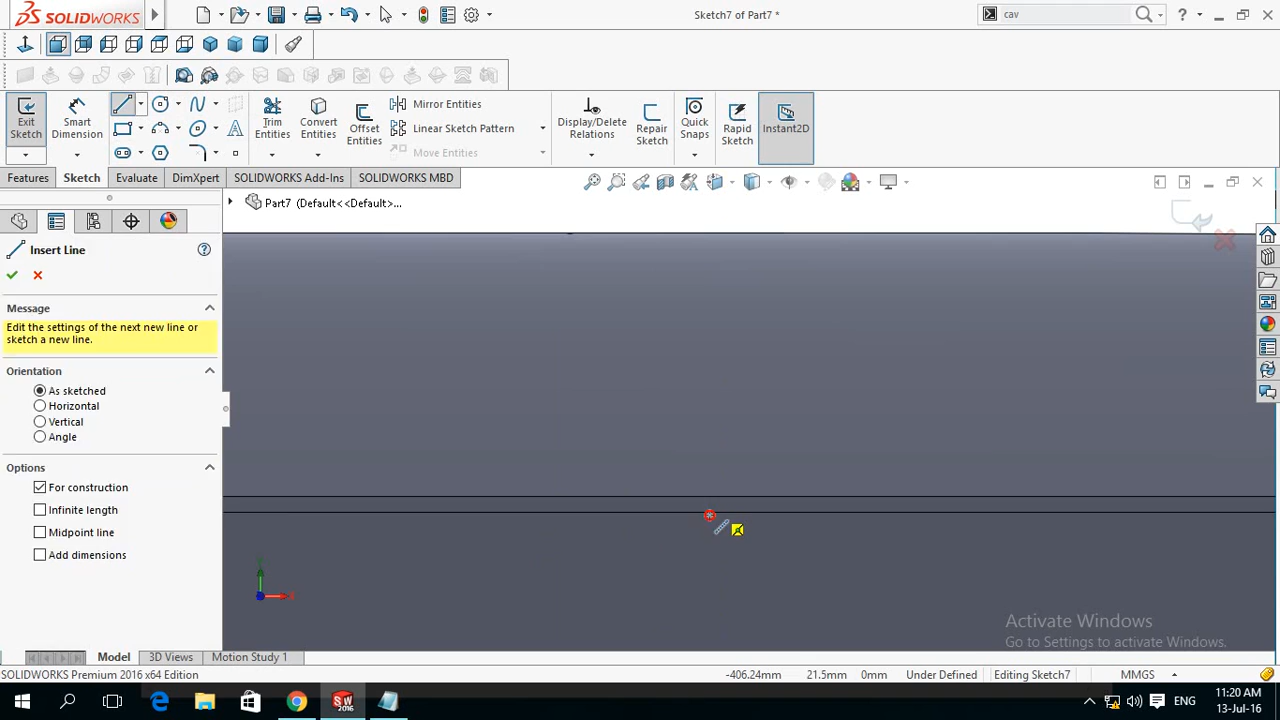 SOLIDWORKS
Sketch7 of Part7 *
cav
Exit Sketch
Smart Dimension
Trim Entities
Convert Entities
Offset Entities
Mirror Entities
Linear Sketch Pattern
Move Entities
Display/Delete Relations
Repair Sketch
Quick Snaps
Rapid Sketch
Instant2D
Features
Sketch
Evaluate
DimXpert
SOLIDWORKS Add-Ins
SOLIDWORKS MBD
Part7 (Default<<Default>...
Insert Line
Message
Edit the settings of the next new line or
sketch a new line.
Orientation
As sketched
Horizontal
Vertical
Angle
Options
For construction
Infinite length
Midpoint line
Add dimensions
Activate Windows
Go to Settings to activate Windows.
Model
3D Views
Motion Study 1
SOLIDWORKS Premium 2016 x64 Edition
-406.24mm
21.5mm
0mm
Under Defined
Editing Sketch7
MMGS
SW
2016
ENG
11:20 AM
13-Jul-16